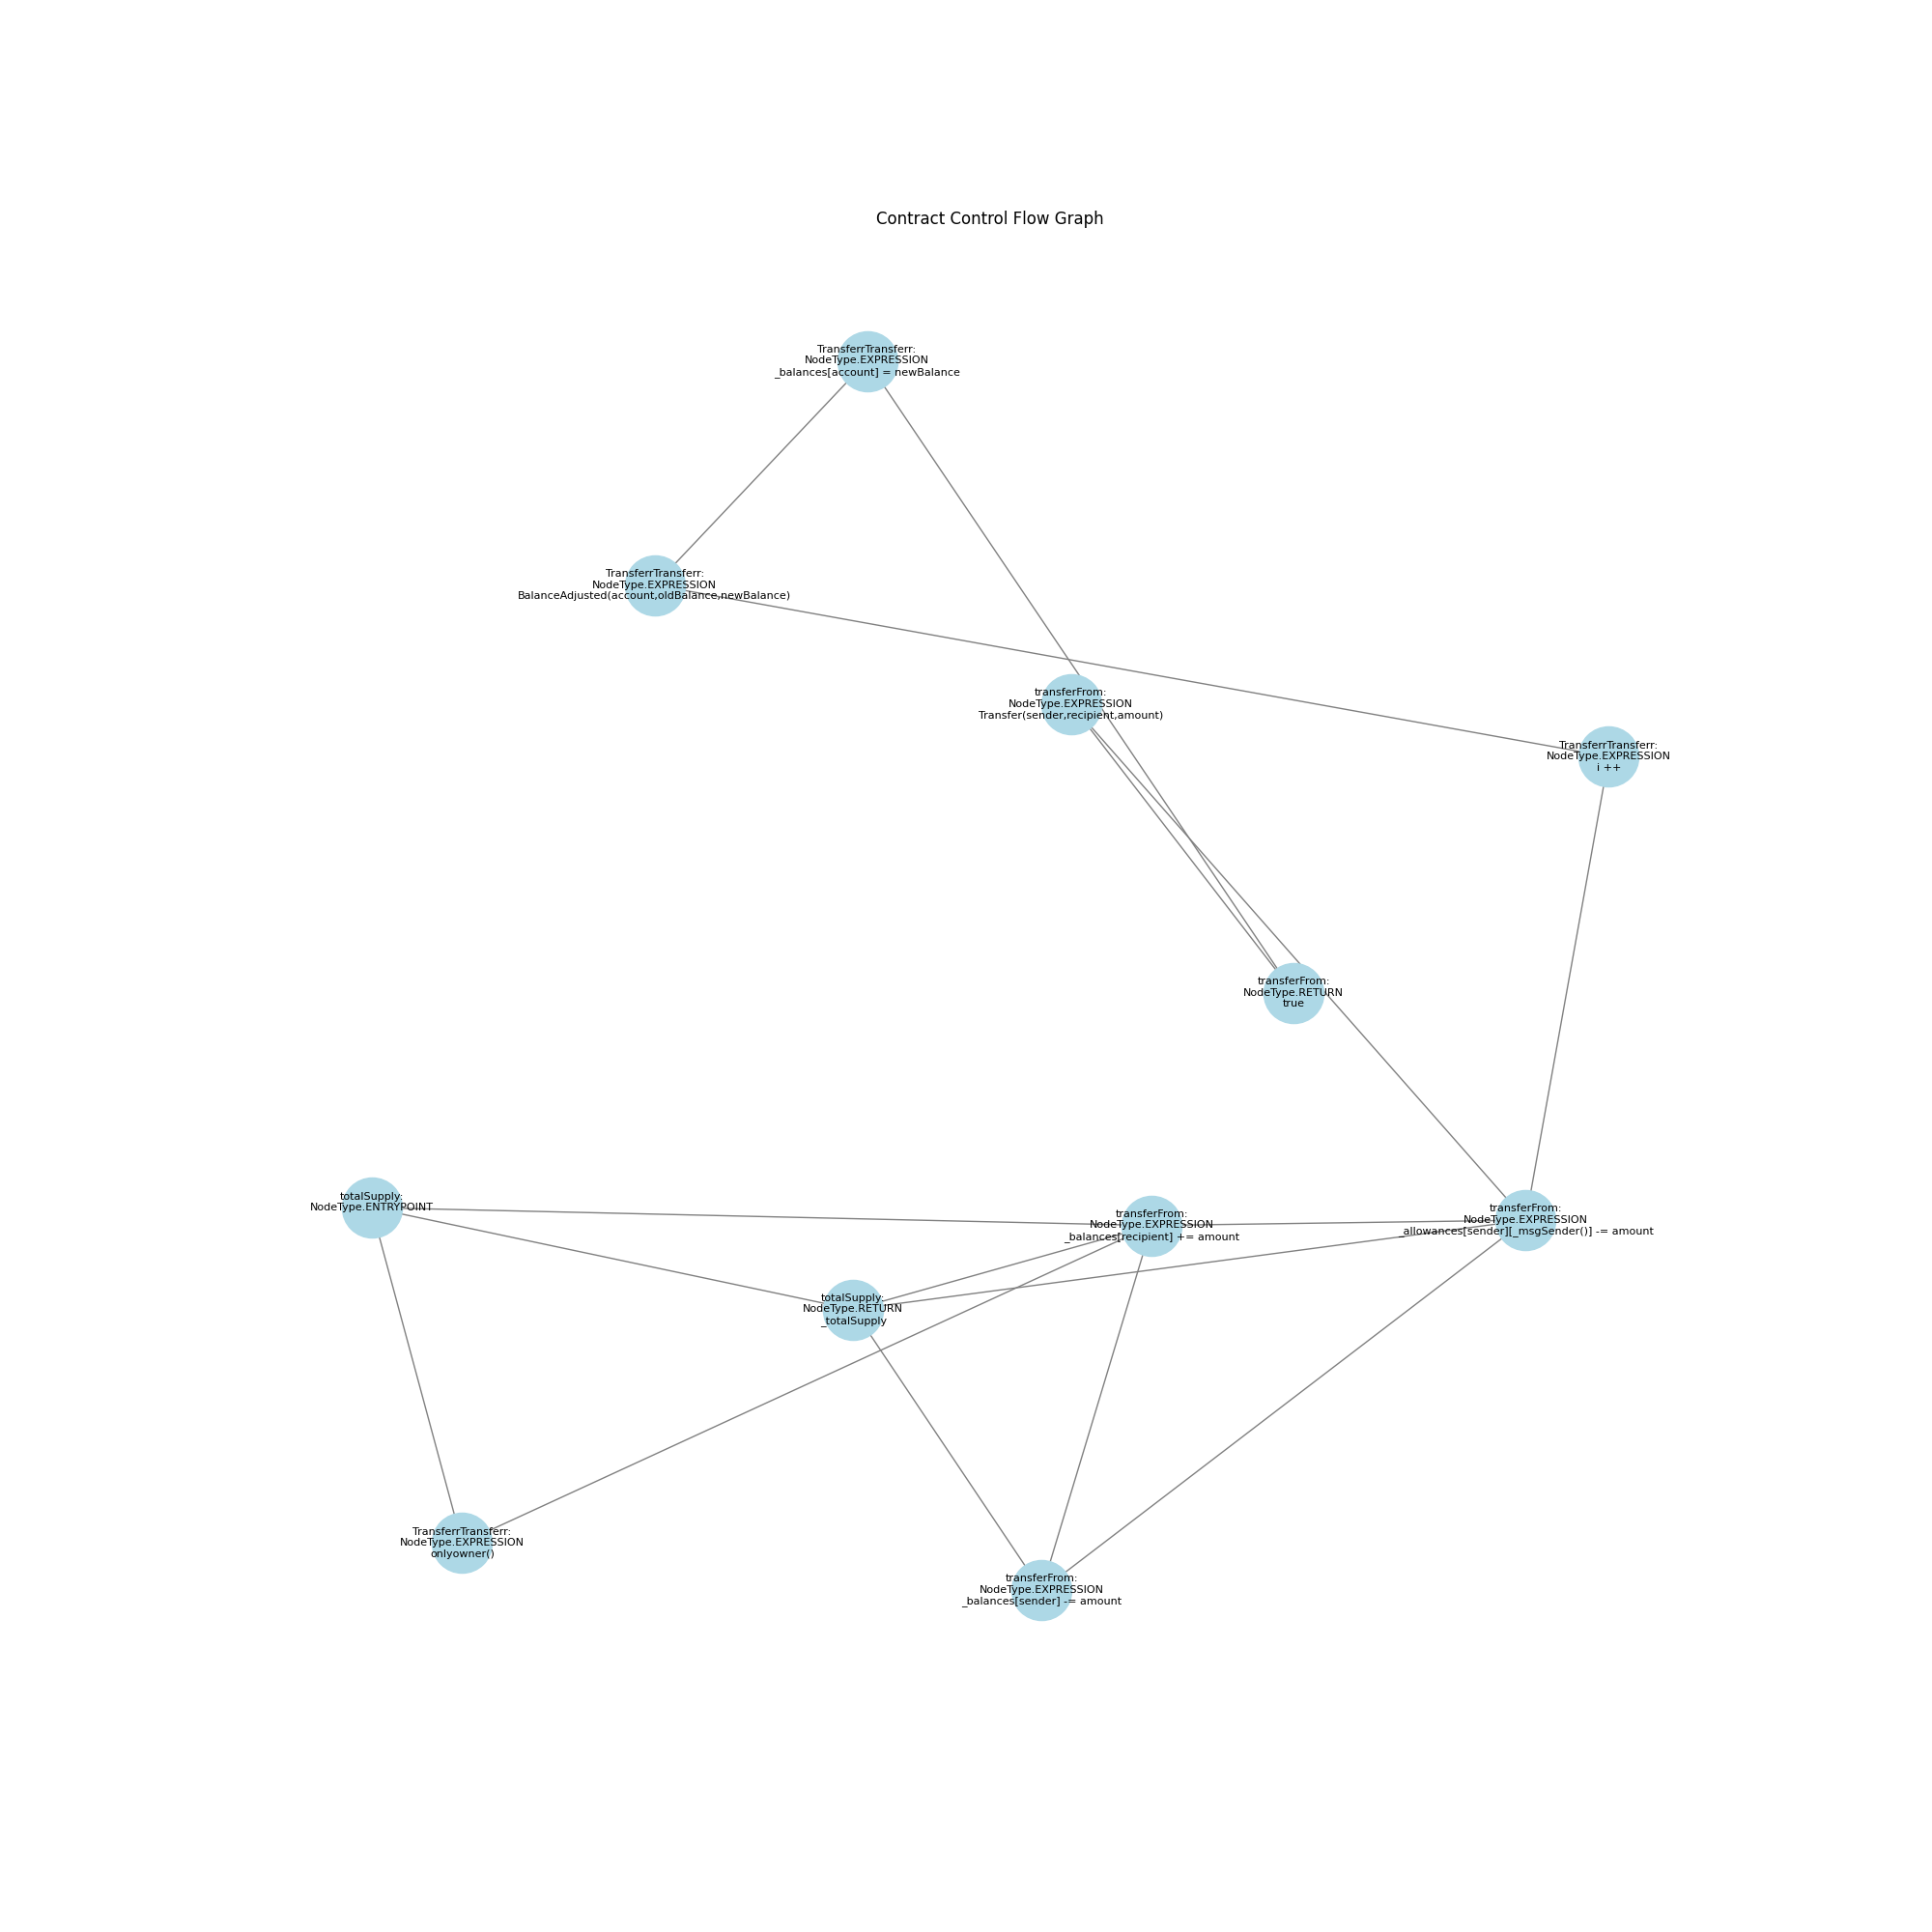 Contract Control Flow Graph
TransferrTransferr:
NodeType.EXPRESSION
_balances[account] = newBalance
TransferrTransferr:
NodeType.EXPRESSION
BalanceAdjusted(account,oldBalance,newBalance)
transferFrom:
NodeType.EXPRESSION
Transfer(sender,recipient,amount)
TransferrTransferr:
NodeType.EXPRESSION
i ++
transferFrom:
NodeType.RETURN
true
totalSupply:
NodeType.ENTRYPOINT
transferFrom:
NodeType.EXPRESSION
_balances[recipient] += amount
transferFrom:
NodeType.EXPRESSION
_allowances[sender][_msgSender()] -= amount
totalSupply:
NodeType.RETURN
_totalSupply
TransferrTransferr:
NodeType.EXPRESSION
onlyowner()
transferFrom:
NodeType.EXPRESSION
_balances[sender] -= amount